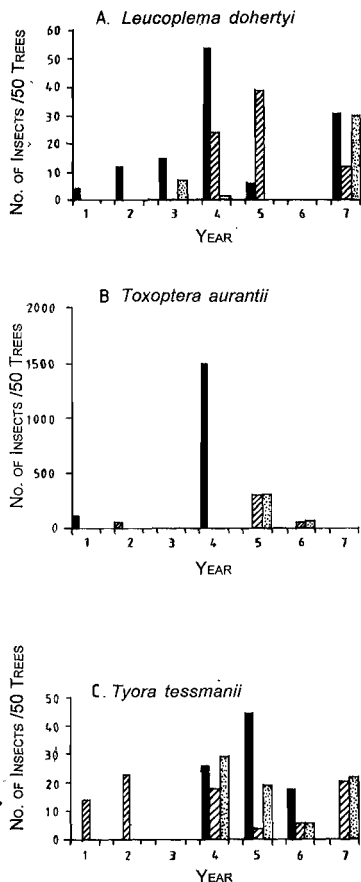 A. Leucoplema dohertyi
No. of Insects /50 Trees
60
50
40
30
20
10
0
1 2 3 4 5 6 7
Year
B Toxoptera aurantii
No. of Insects /50 Trees
2000
1500
1000
500
0
1 2 3 4 5 6 7
Year
C. Tyora tessmanii
No. of Insects /50 Trees
50
40
30
20
10
0
1 2 3 4 5 6 7
Year